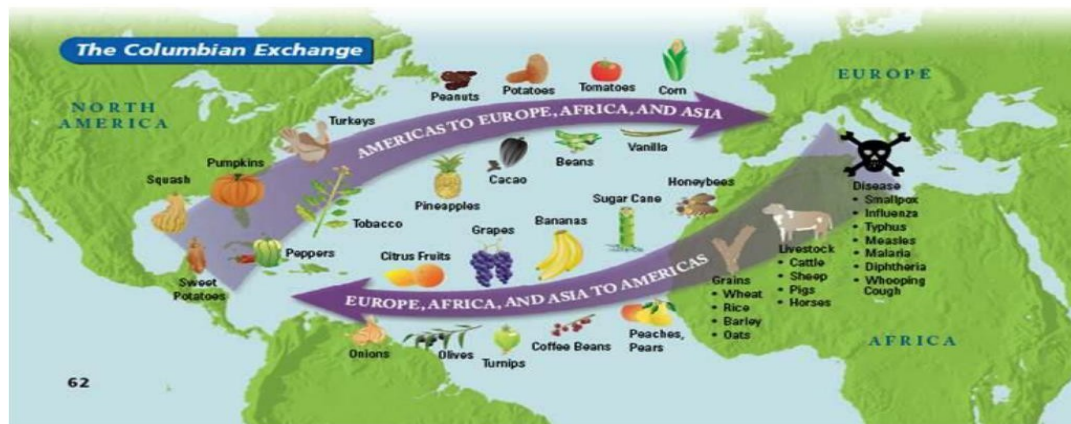 The Columbian Exchange
NORTH
AMERICA
EUROPE
AFRICA
Peanuts
Potatoes
Tomatoes
Corn
Turkeys
AMERICAS TO EUROPE, AFRICA, AND ASIA
Pumpkins
Squash
Cacao
Beans
Vanilla
Pineapples
Tobacco
Peppers
Sweet
Potatoes
Honeybees
Sugar Cane
Bananas
Grapes
Citrus Fruits
EUROPE, AFRICA, AND ASIA TO AMERICAS
Onions
Olives
Turnips
Coffee Beans
Peaches,
Pears
Grains
• Wheat
• Rice
• Barley
• Oats
Livestock
• Cattle
• Sheep
• Pigs
• Horses
Disease
• Smallpox
• Influenza
• Typhus
• Measles
• Malaria
• Diphtheria
• Whooping
Cough
62